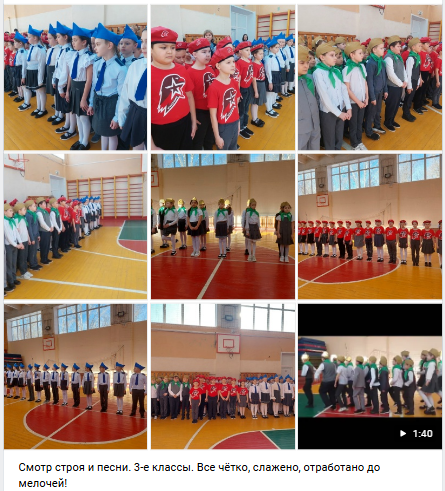 1:40
Смотр строя и песни. 3-е классы. Все чётко, слажено, отработано до
мелочей!